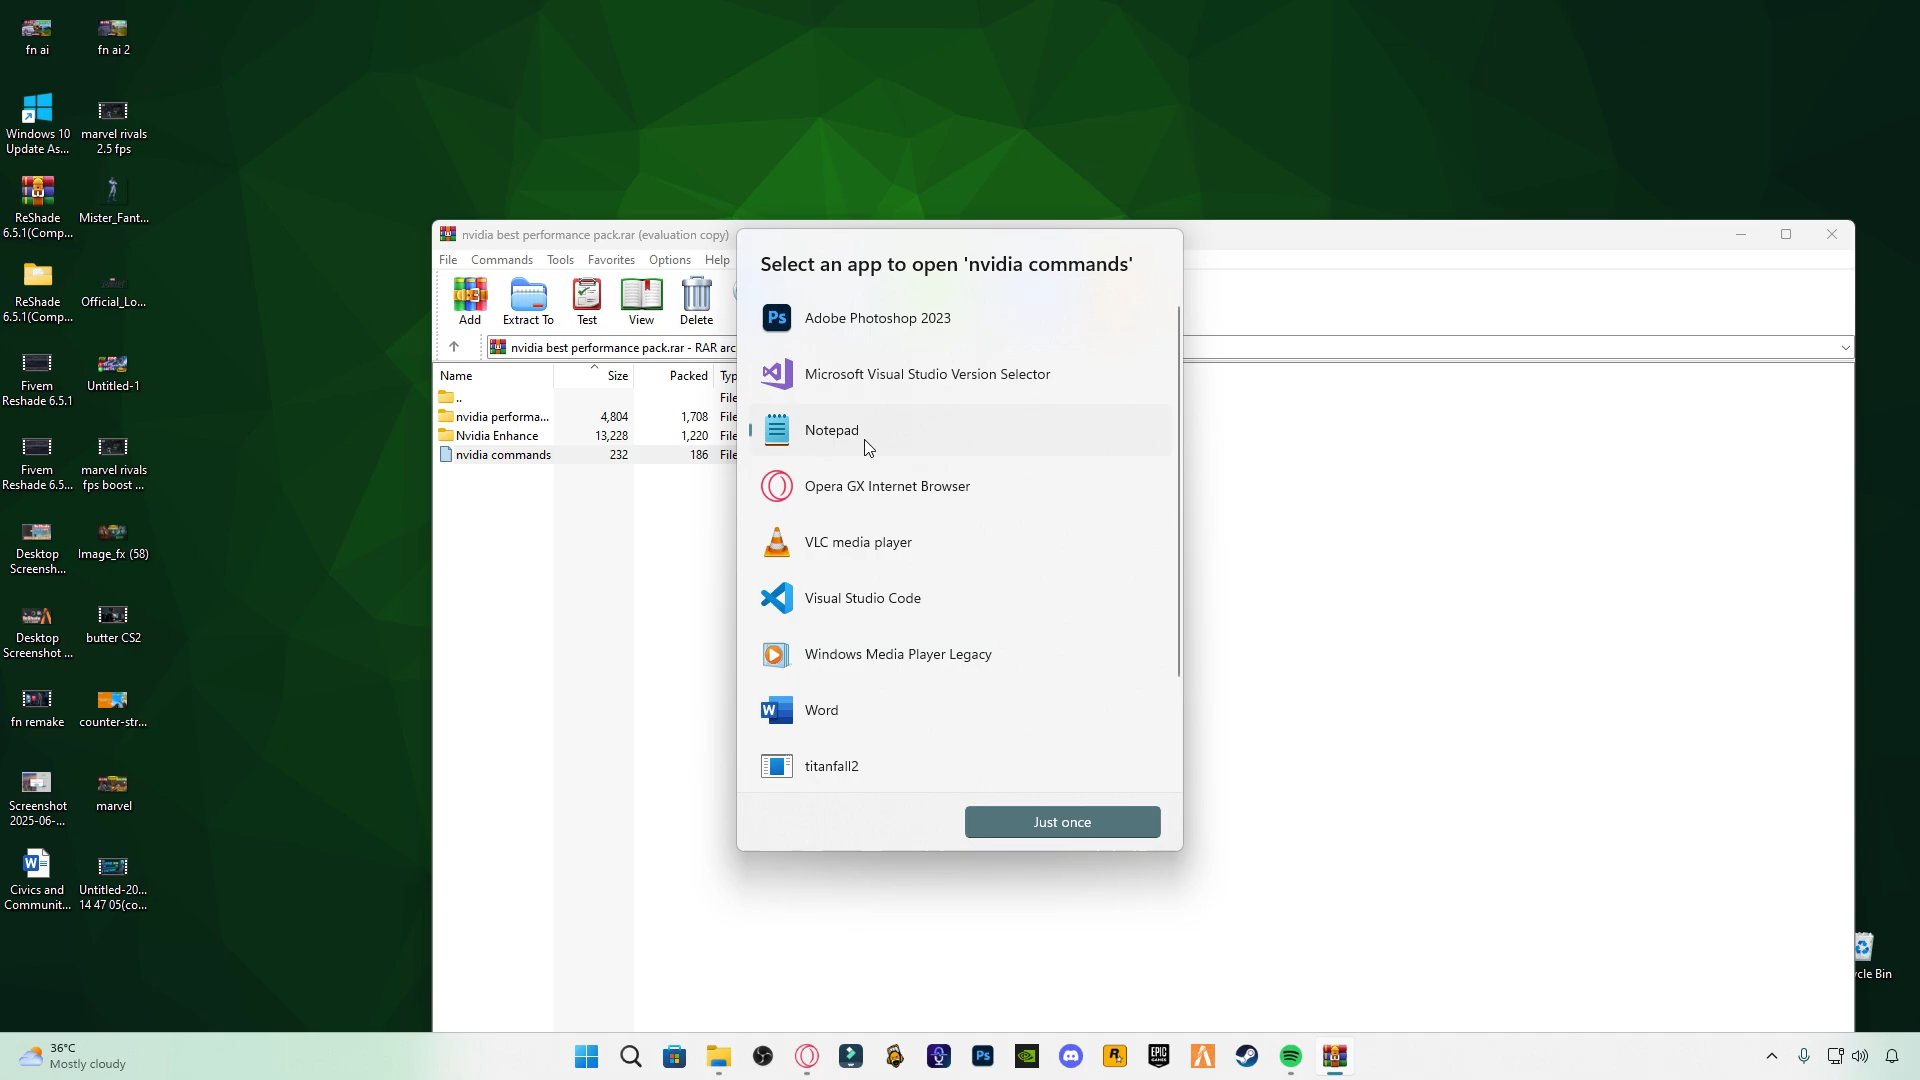 fn ai
fn ai 2
Windows 10
Update As...
marvel rivals
2.5 fps
ReShade
6.5.1(Comp...
Mister_Fant...
ReShade
6.5.1(Comp...
Official_Lo...
Fivem
Reshade 6.5.1
Untitled-1
Fivem
Reshade 6.5...
marvel rivals
fps boost ...
Desktop
Screensh...
Image_fx (58)
Desktop
Screenshot ...
butter CS2
fn remake
counter-str...
Screenshot
2025-06-...
marvel
Civics and
Communit...
Untitled-20...
14 47 05(co...
nvidia best performance pack.rar (evaluation copy)
File Commands Tools Favorites Options Help
Add Extract To Test View Delete
nvidia best performance pack.rar - RAR arc
Name Size Packed Typ
.. File
nvidia performa... 4,804 1,708 File
Nvidia Enhance 13,228 1,220 File
nvidia commands 232 186 File
Select an app to open 'nvidia commands'
Ps Adobe Photoshop 2023
Microsoft Visual Studio Version Selector
Notepad
Opera GX Internet Browser
VLC media player
Visual Studio Code
Windows Media Player Legacy
W Word
titanfall2
Just once
cle Bin
36°C
Mostly cloudy
Ps
EPIC
GAMES